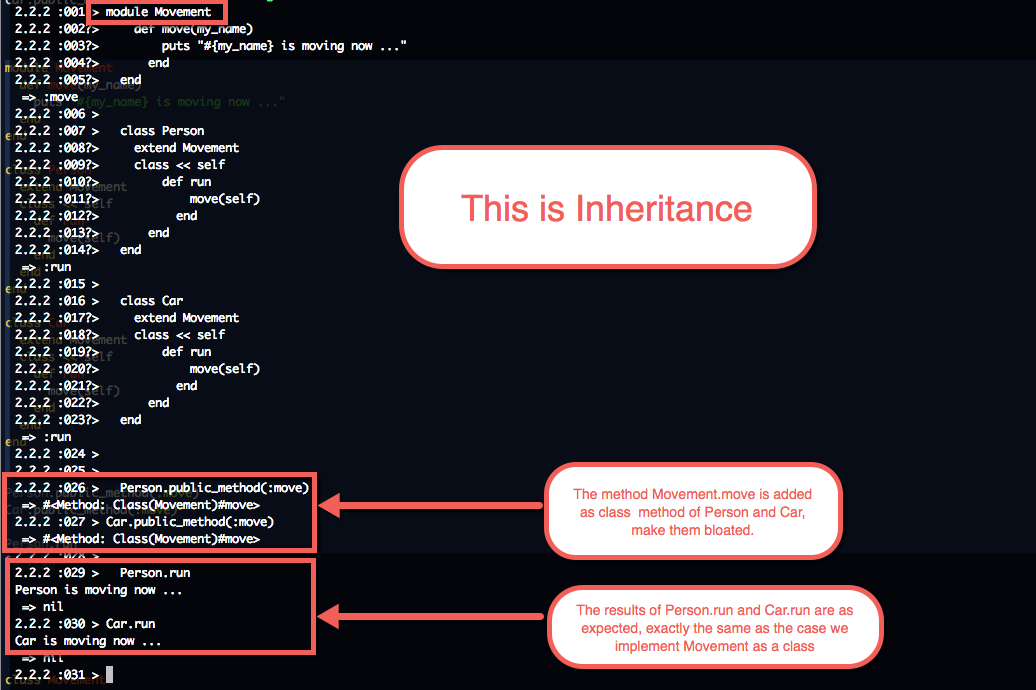 2.2.2 :001 > module Movement
2.2.2 :002?>     def move(my_name)
2.2.2 :003?>         puts "#{my_name} is moving now ..."
2.2.2 :004?>       end
2.2.2 :005?>   end
 => :move
2.2.2 :006 >
2.2.2 :007 >   class Person
2.2.2 :008?>     extend Movement
2.2.2 :009?>     class << self
2.2.2 :010?>         def run
2.2.2 :011?>             move(self)
2.2.2 :012?>           end
2.2.2 :013?>       end
2.2.2 :014?>   end
 => :run
2.2.2 :015 >
2.2.2 :016 >   class Car
2.2.2 :017?>     extend Movement
2.2.2 :018?>     class << self
2.2.2 :019?>         def run
2.2.2 :020?>             move(self)
2.2.2 :021?>           end
2.2.2 :022?>       end
2.2.2 :023?>   end
 => :run
2.2.2 :024 >
2.2.2 :025 >
2.2.2 :026 >   Person.public_method(:move)
 => #<Method: Class(Movement)#move>
2.2.2 :027 > Car.public_method(:move)
 => #<Method: Class(Movement)#move>
2.2.2 :028 >
2.2.2 :029 >   Person.run
Person is moving now ...
 => nil
2.2.2 :030 > Car.run
Car is moving now ...
 => nil
2.2.2 :031 >
This is Inheritance
The method Movement.move is added
as class  method of Person and Car,
make them bloated.
The results of Person.run and Car.run are as
expected, exactly the same as the case we
implement Movement as a class